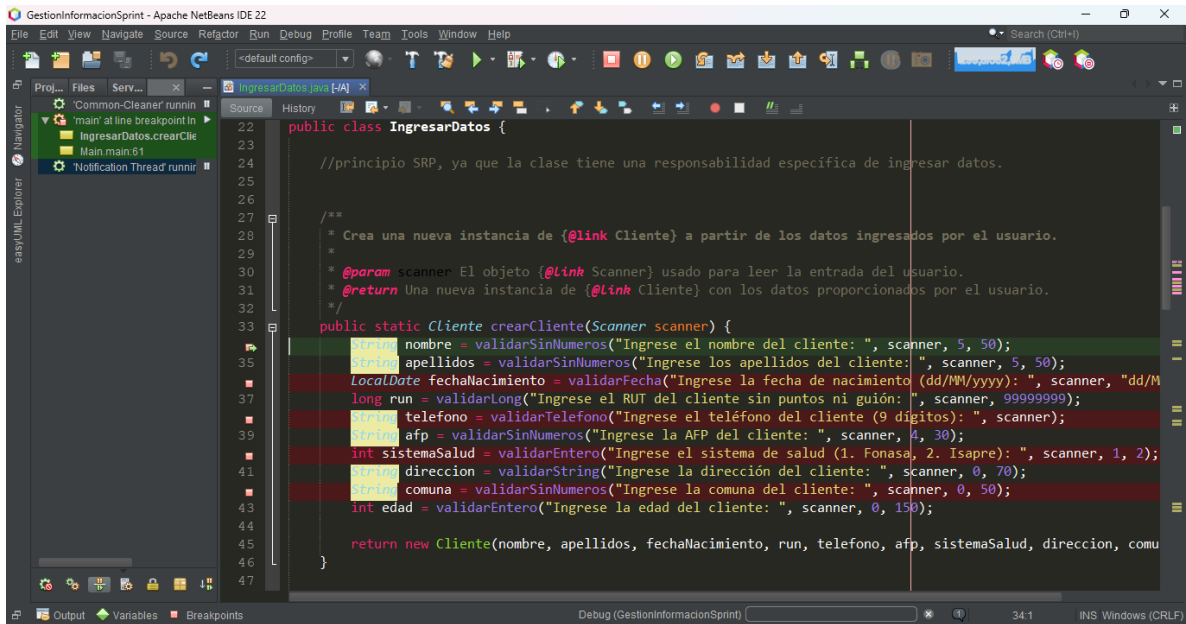 GestionInformacionSprint - Apache NetBeans IDE 22
File Edit View Navigate Source Refactor Run Debug Profile Team Tools Window Help
Search (Ctrl+I)
<default config>
Proj... Files Serv...
IngresarDatos.java [-/A]
Navigator
easyUML Explorer
'Common-Cleaner' runnin
'main' at line breakpoint In
IngresarDatos.crearClie
Main.main:61
'Notification Thread' runnir
Source History
22 public class IngresarDatos {
23
24 //principio SRP, ya que la clase tiene una responsabilidad específica de ingresar datos.
25
26
27 /**
28 * Crea una nueva instancia de {@link Cliente} a partir de los datos ingresados por el usuario.
29 *
30 * @param scanner El objeto {@link Scanner} usado para leer la entrada del usuario.
31 * @return Una nueva instancia de {@link Cliente} con los datos proporcionados por el usuario.
32 */
33 public static Cliente crearCliente(Scanner scanner) {
String nombre = validarSinNumeros("Ingrese el nombre del cliente: ", scanner, 5, 50);
35 String apellidos = validarSinNumeros("Ingrese los apellidos del cliente: ", scanner, 5, 50);
LocalDate fechaNacimiento = validarFecha("Ingrese la fecha de nacimiento (dd/MM/yyyy): ", scanner, "dd/M
37 long run = validarLong("Ingrese el RUT del cliente sin puntos ni guión: ", scanner, 99999999);
String telefono = validarTelefono("Ingrese el teléfono del cliente (9 dígitos): ", scanner);
39 String afp = validarSinNumeros("Ingrese la AFP del cliente: ", scanner, 4, 30);
int sistemaSalud = validarEntero("Ingrese el sistema de salud (1. Fonasa, 2. Isapre): ", scanner, 1, 2);
41 String direccion = validarString("Ingrese la dirección del cliente: ", scanner, 0, 70);
String comuna = validarSinNumeros("Ingrese la comuna del cliente: ", scanner, 0, 50);
43 int edad = validarEntero("Ingrese la edad del cliente: ", scanner, 0, 150);
44
45 return new Cliente(nombre, apellidos, fechaNacimiento, run, telefono, afp, sistemaSalud, direccion, comu
46 }
47
Output Variables Breakpoints
Debug (GestionInformacionSprint)
1
34:1
INS Windows (CRLF)